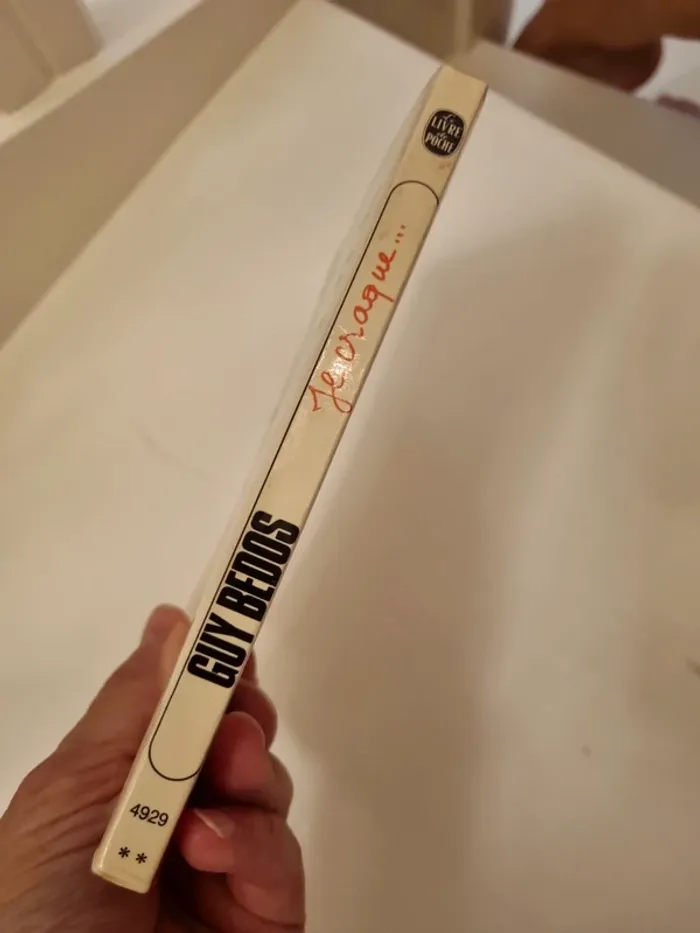 Le
LIVRE
de
POCHE
Je craque...
GUY BEDOS
4929
**